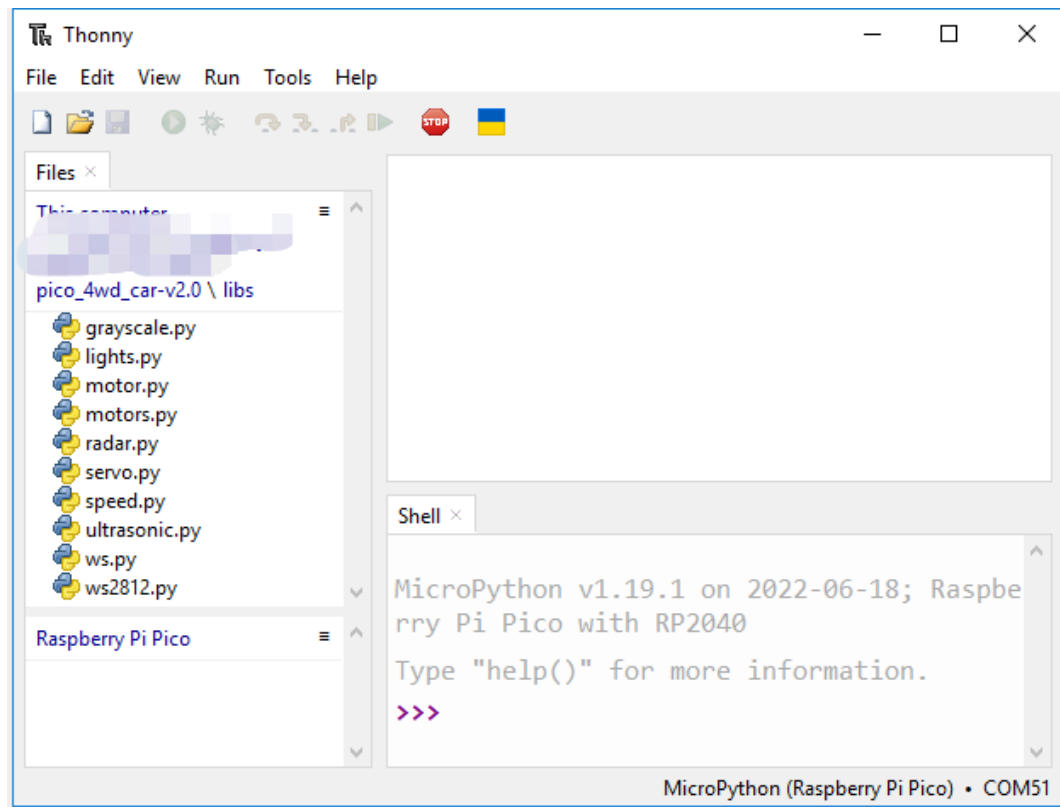 Thonny
File Edit View Run Tools Help
STOP
Files
This computer
pico_4wd_car-v2.0 \ libs
grayscale.py
lights.py
motor.py
motors.py
radar.py
servo.py
speed.py
ultrasonic.py
ws.py
ws2812.py
Raspberry Pi Pico
Shell
MicroPython v1.19.1 on 2022-06-18; Raspbe
rry Pi Pico with RP2040
Type "help()" for more information.
>>>
MicroPython (Raspberry Pi Pico) • COM51